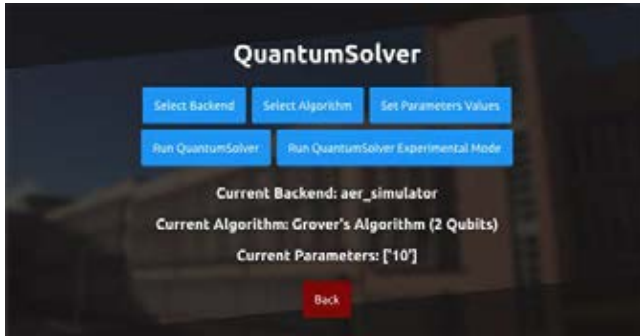 QuantumSolver
Select Backend Select Algorithm Set Parameters Values
Run QuantumSolver Run QuantumSolver Experimental Mode
Current Backend: aer_simulator
Current Algorithm: Grover's Algorithm (2 Qubits)
Current Parameters: ['10']
Back